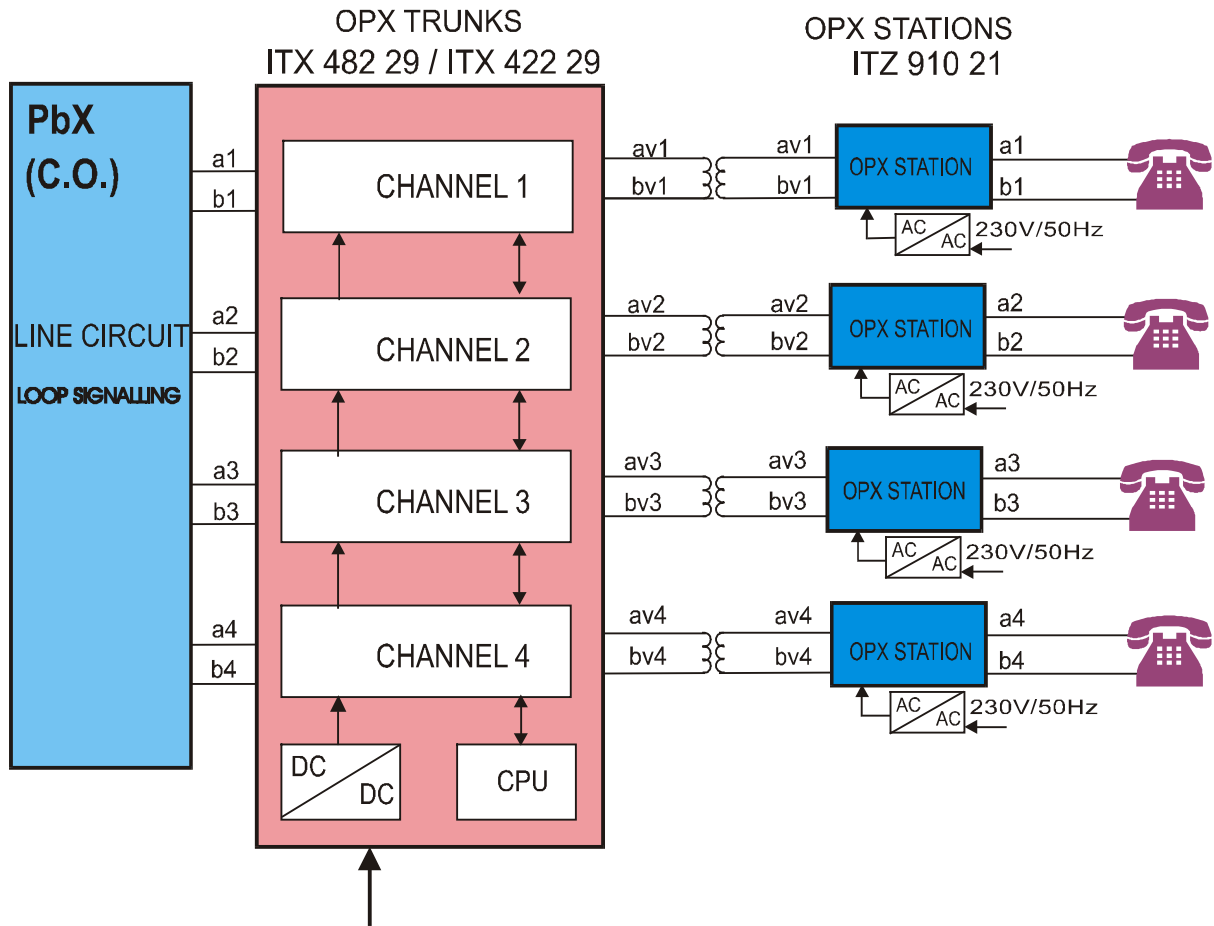 OPX TRUNKS
ITX 482 29 / ITX 422 29
OPX STATIONS
ITZ 910 21
PbX
(C.O.)
LINE CIRCUIT
LOOP SIGNALLING
a1
b1
CHANNEL 1
av1
bv1
av1
bv1
OPX STATION
a1
b1
AC
AC
230V/50Hz
a2
b2
CHANNEL 2
av2
bv2
av2
bv2
OPX STATION
a2
b2
AC
AC
230V/50Hz
a3
b3
CHANNEL 3
av3
bv3
av3
bv3
OPX STATION
a3
b3
AC
AC
230V/50Hz
a4
b4
CHANNEL 4
av4
bv4
av4
bv4
OPX STATION
a4
b4
AC
AC
230V/50Hz
DC
DC
CPU